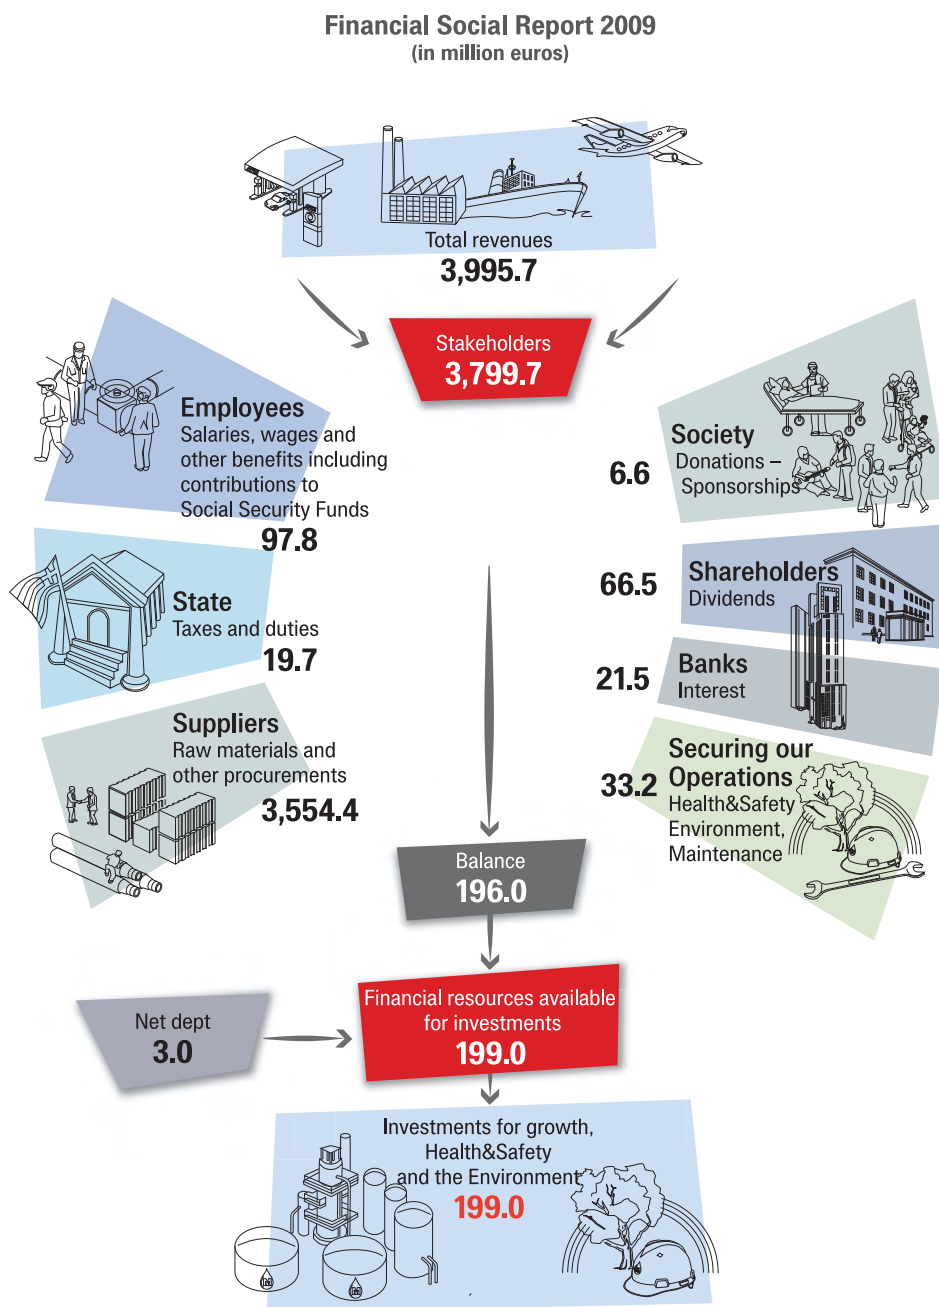 Financial Social Report 2009
(in million euros)
Total revenues
3,995.7
Stakeholders
3,799.7
Employees
Salaries, wages and
other benefits including
contributions to
Social Security Funds
97.8
State
Taxes and duties
19.7
Suppliers
Raw materials and
other procurements
3,554.4
Society
Donations –
Sponsorships
6.6
Shareholders
Dividends
66.5
Banks
Interest
21.5
Securing our
Operations
Health&Safety
Environment,
Maintenance
33.2
Balance
196.0
Net dept
3.0
Financial resources available
for investments
199.0
Investments for growth,
Health&Safety
and the Environment
199.0